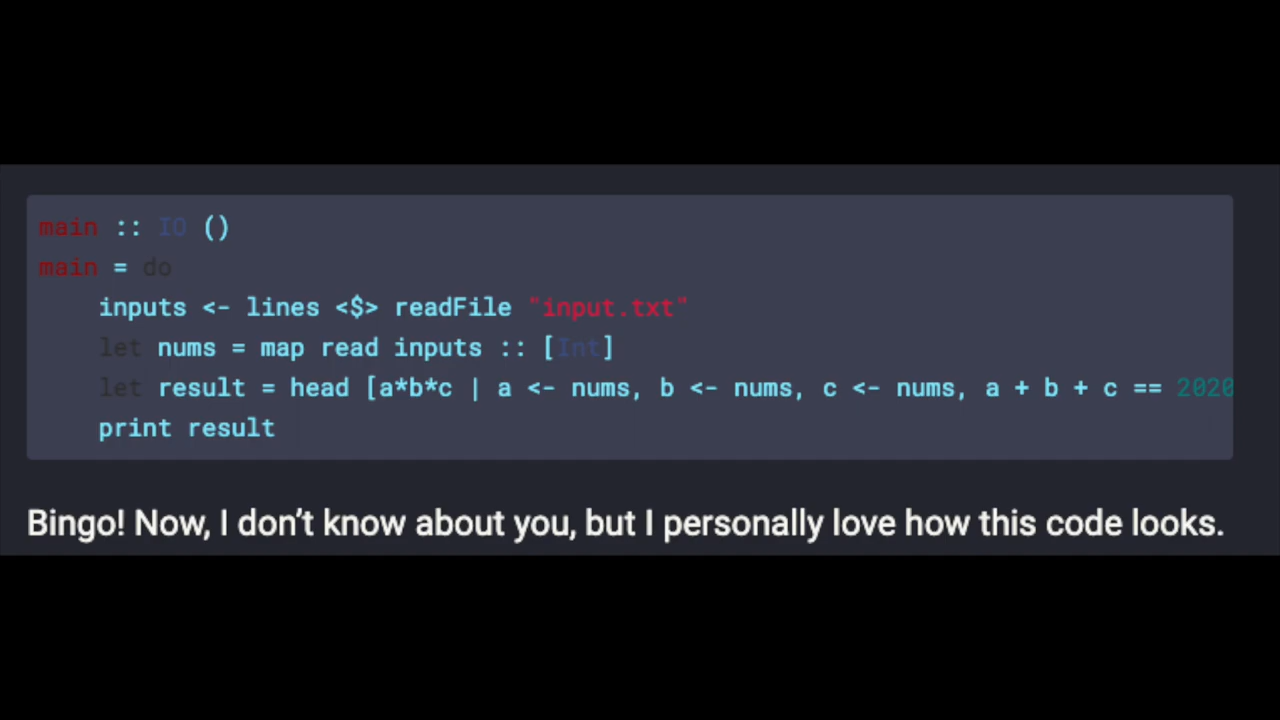 main :: IO ()
main = do
    inputs <- lines <$> readFile "input.txt"
    let nums = map read inputs :: [Int]
    let result = head [a*b*c | a <- nums, b <- nums, c <- nums, a + b + c == 2020
    print result
Bingo! Now, I don’t know about you, but I personally love how this code looks.